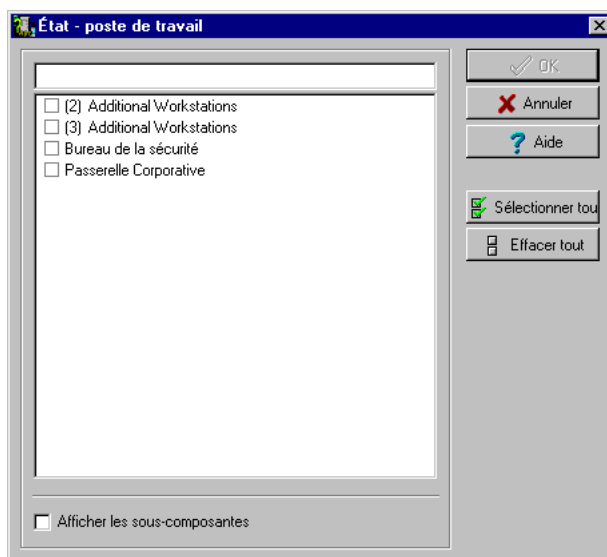 État - poste de travail
OK
(2) Additional Workstations
(3) Additional Workstations
Bureau de la sécurité
Passerelle Corporative
Annuler
Aide
Sélectionner tou
Effacer tout
Afficher les sous-composantes